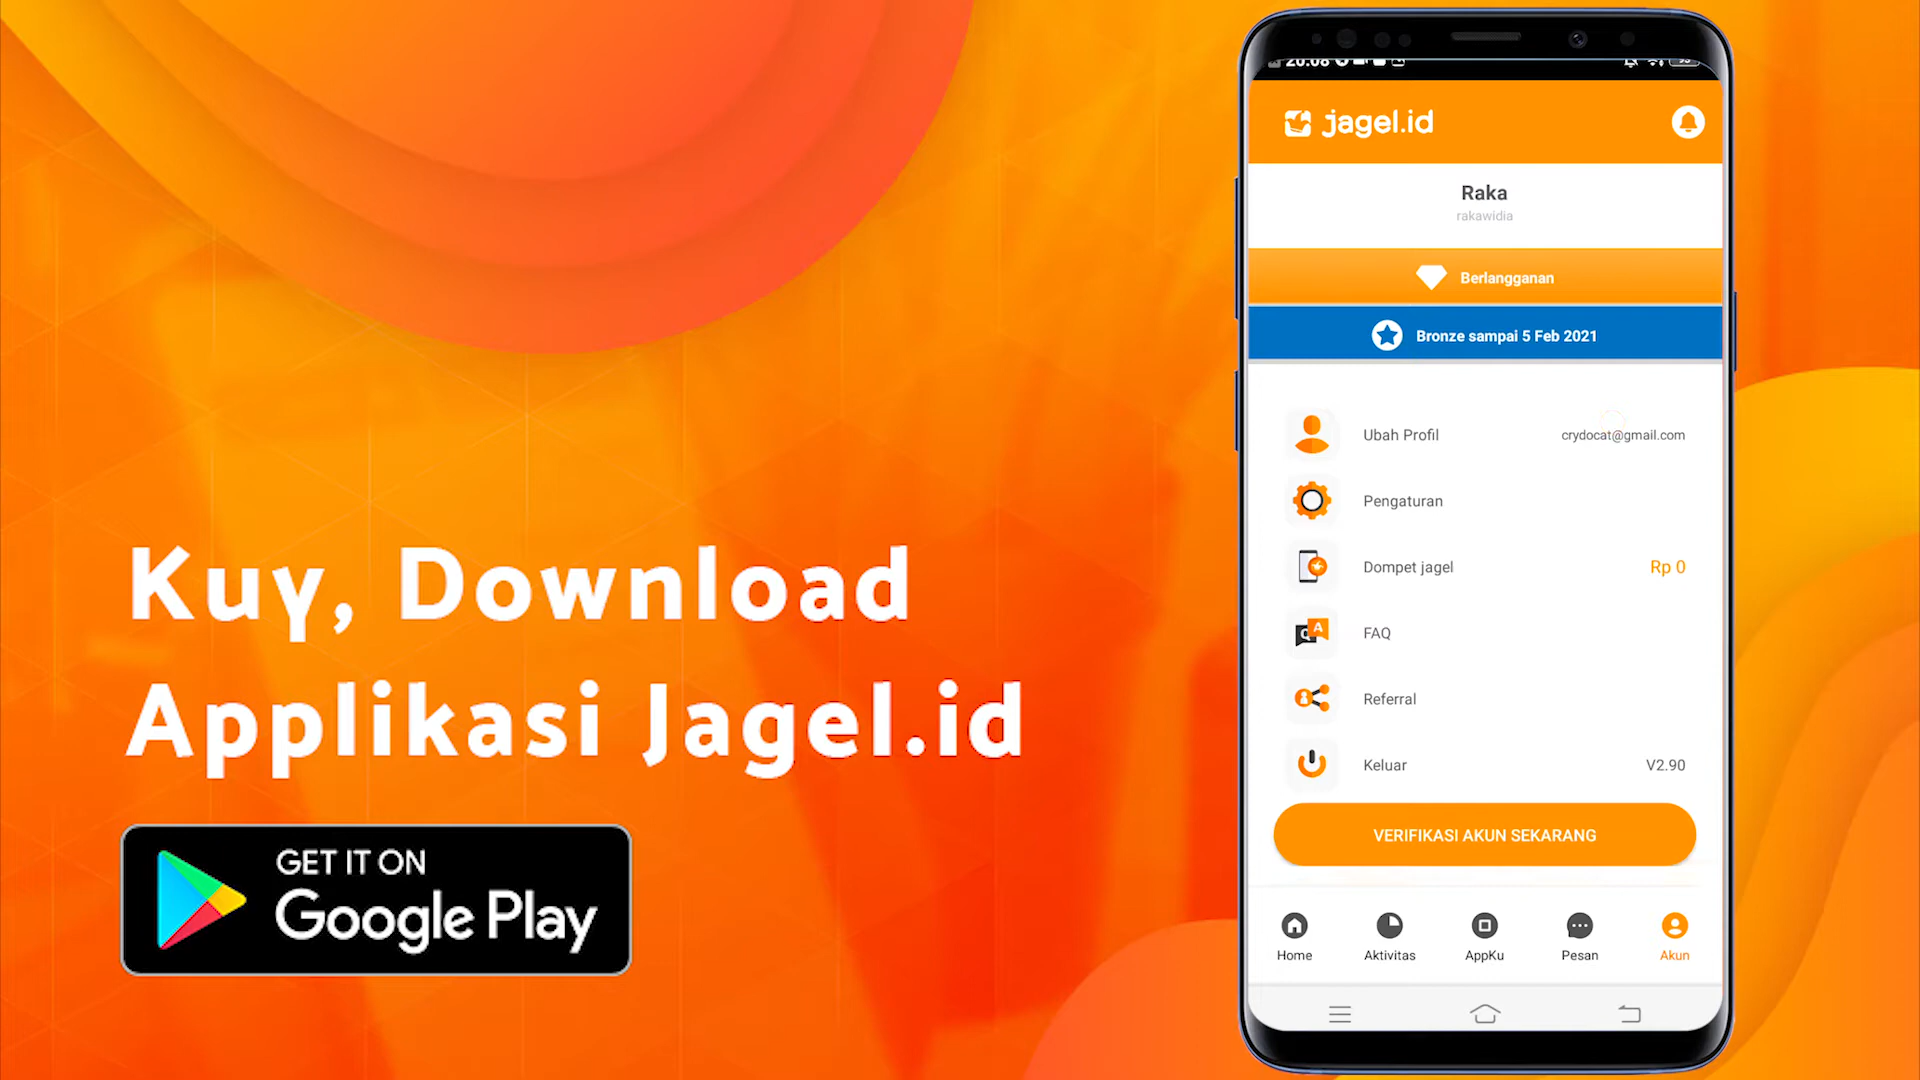 Kuy, Download
Applikasi Jagel.id
GET IT ON
Google Play
20:08
jagel.id
Raka
rakawidia
Berlangganan
Bronze sampai 5 Feb 2021
Ubah Profil
crydocat@gmail.com
Pengaturan
Dompet jagel
Rp 0
FAQ
Referral
Keluar
V2.90
VERIFIKASI AKUN SEKARANG
Home
Aktivitas
AppKu
Pesan
Akun